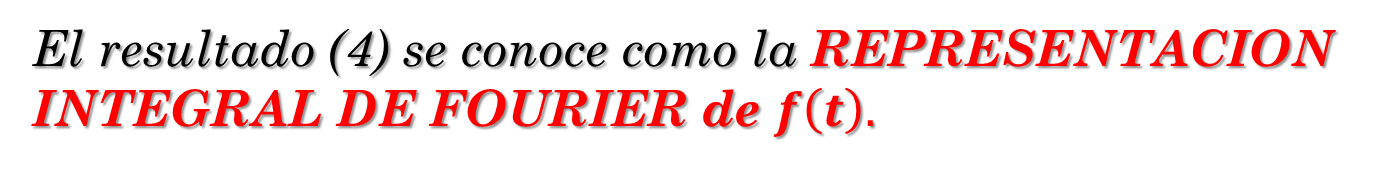 El resultado (4) se conoce como la REPRESENTACION
INTEGRAL DE FOURIER de f(t).